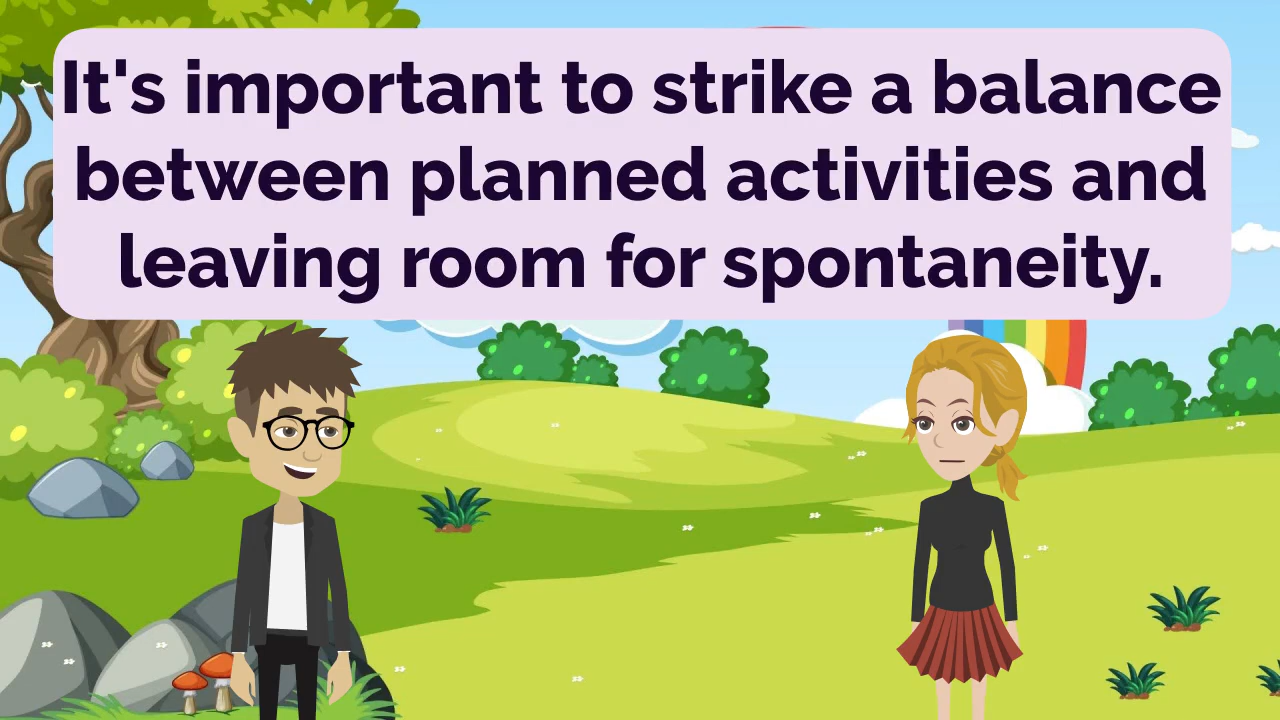 It's important to strike a balance
between planned activities and
leaving room for spontaneity.